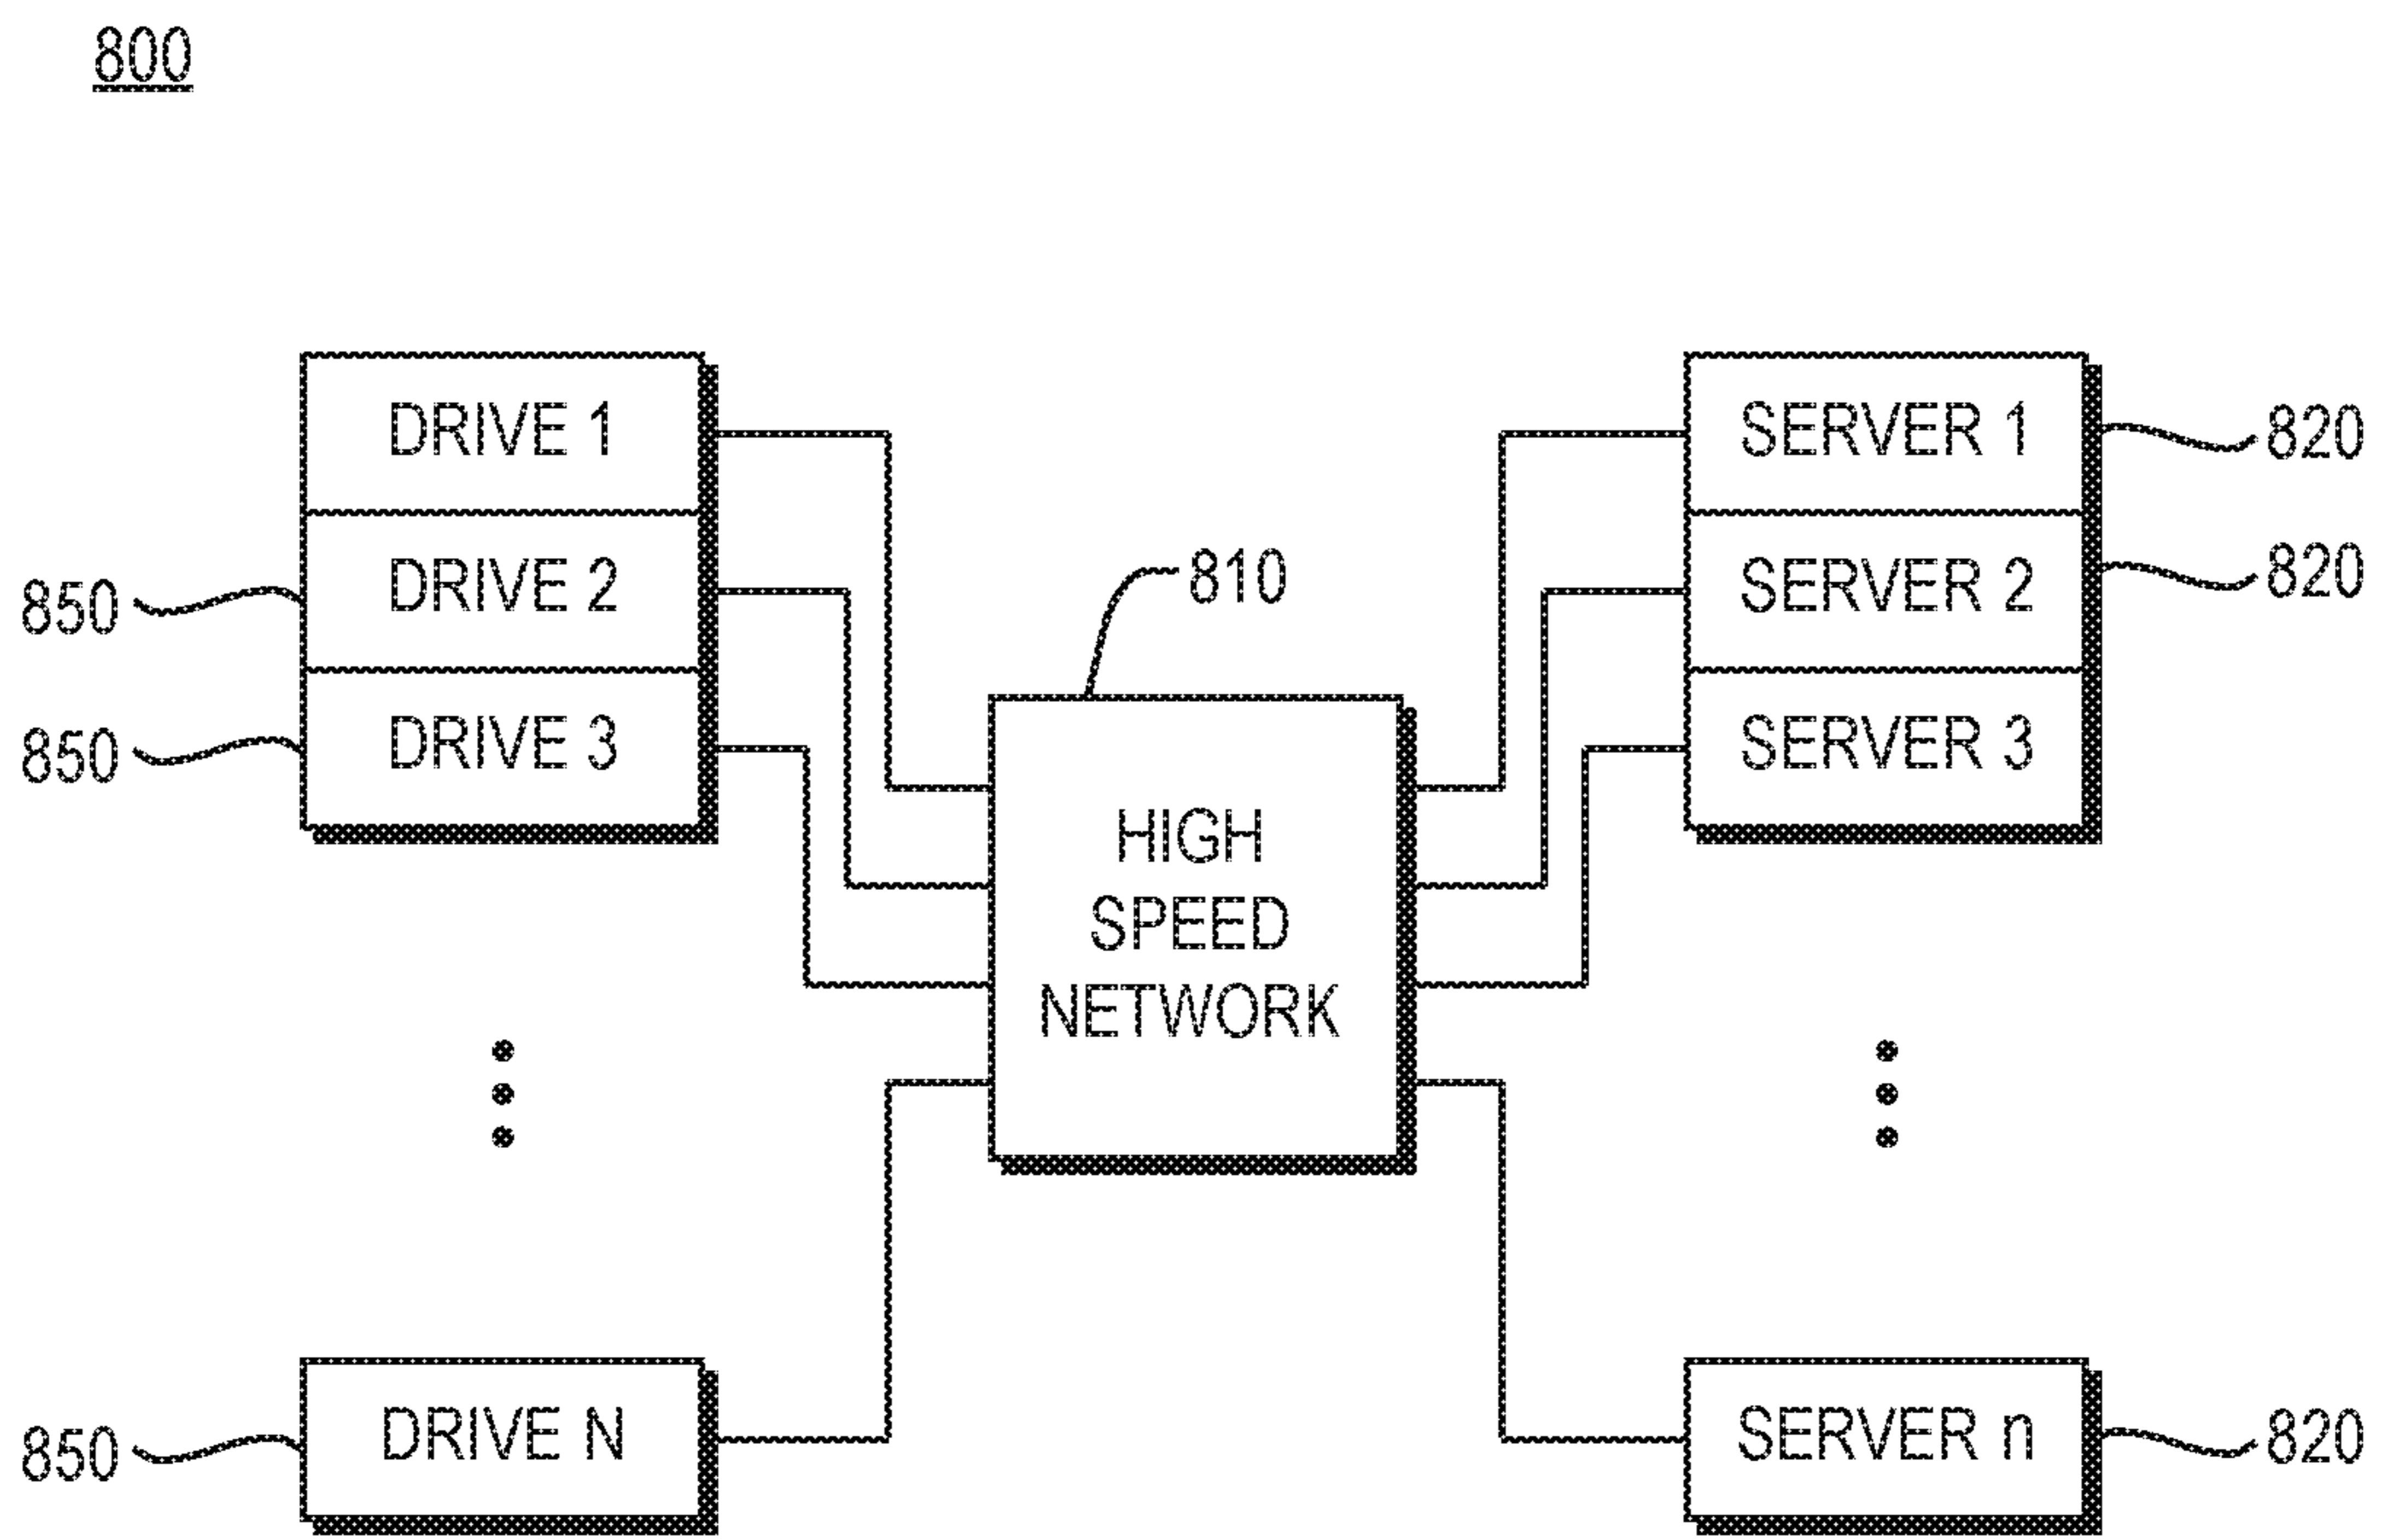 800
DRIVE 1
850 DRIVE 2
850 DRIVE 3
850 DRIVE N
810
HIGH
SPEED
NETWORK
SERVER 1 820
SERVER 2 820
SERVER 3
SERVER n 820